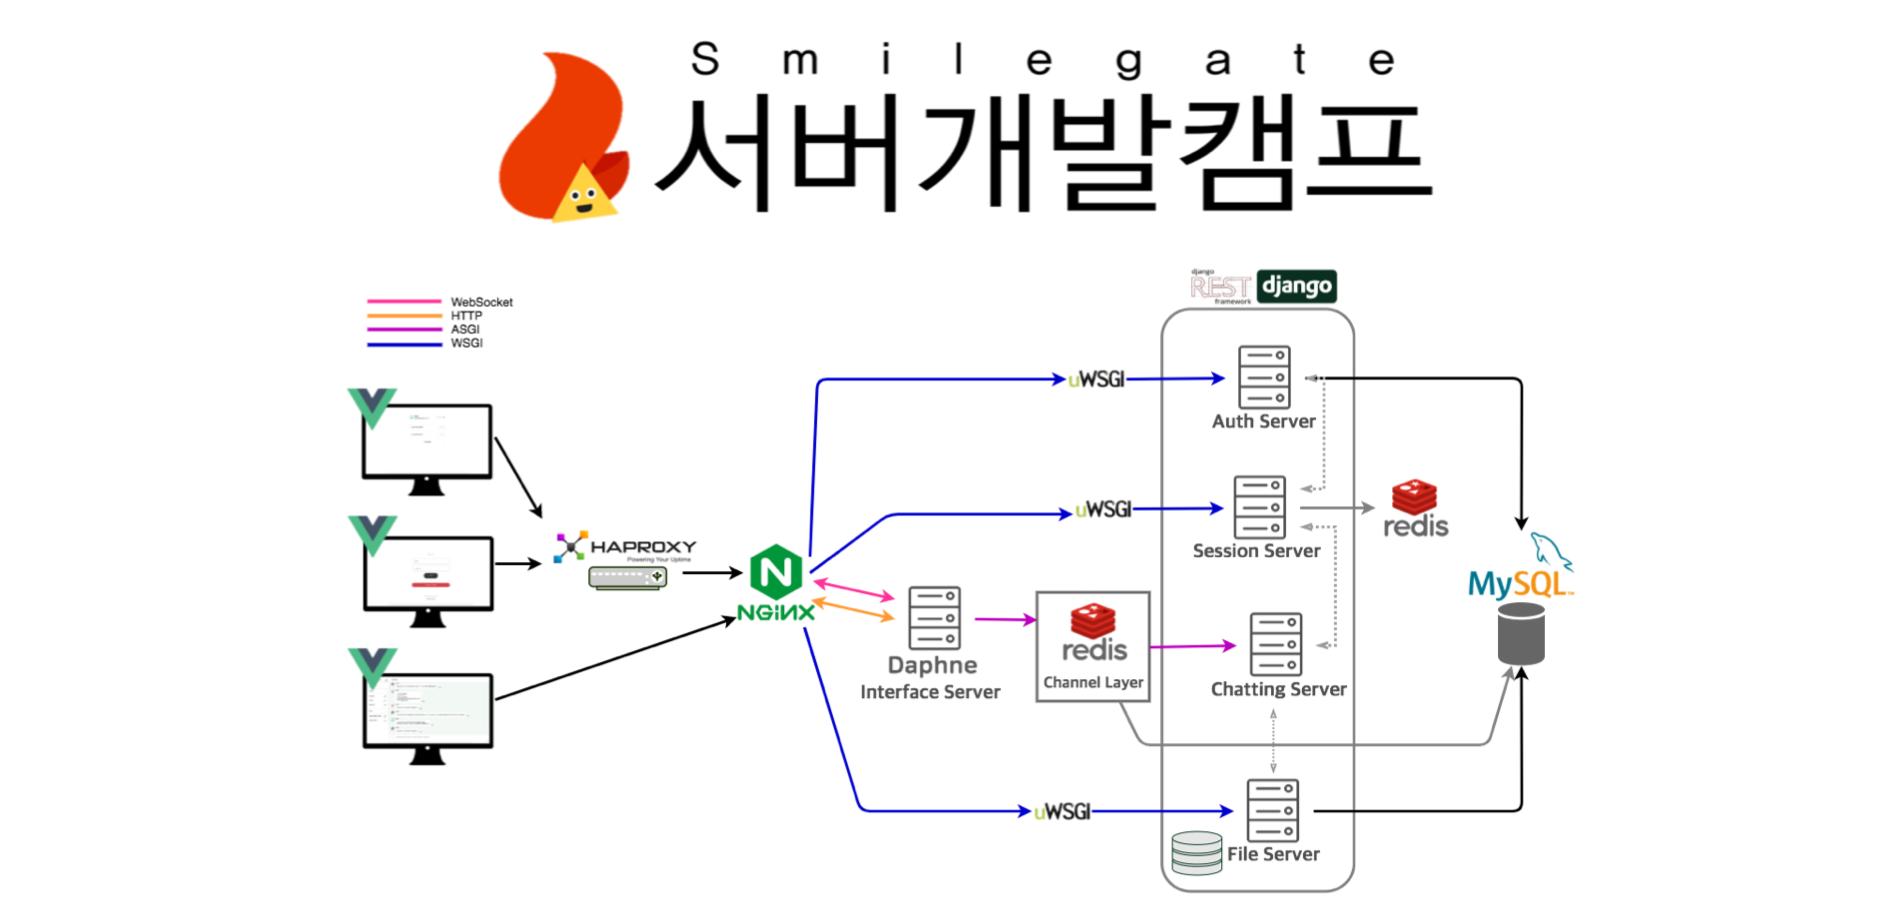 Smilegate
서버개발캠프
django
REST
framework
django
WebSocket
HTTP
ASGI
WSGI
uWSGI
Auth Server
uWSGI
Session Server
redis
HAPROXY
Powering Your Uptime
N
NGINX
MySQL
Daphne
Interface Server
redis
Channel Layer
Chatting Server
uWSGI
File Server